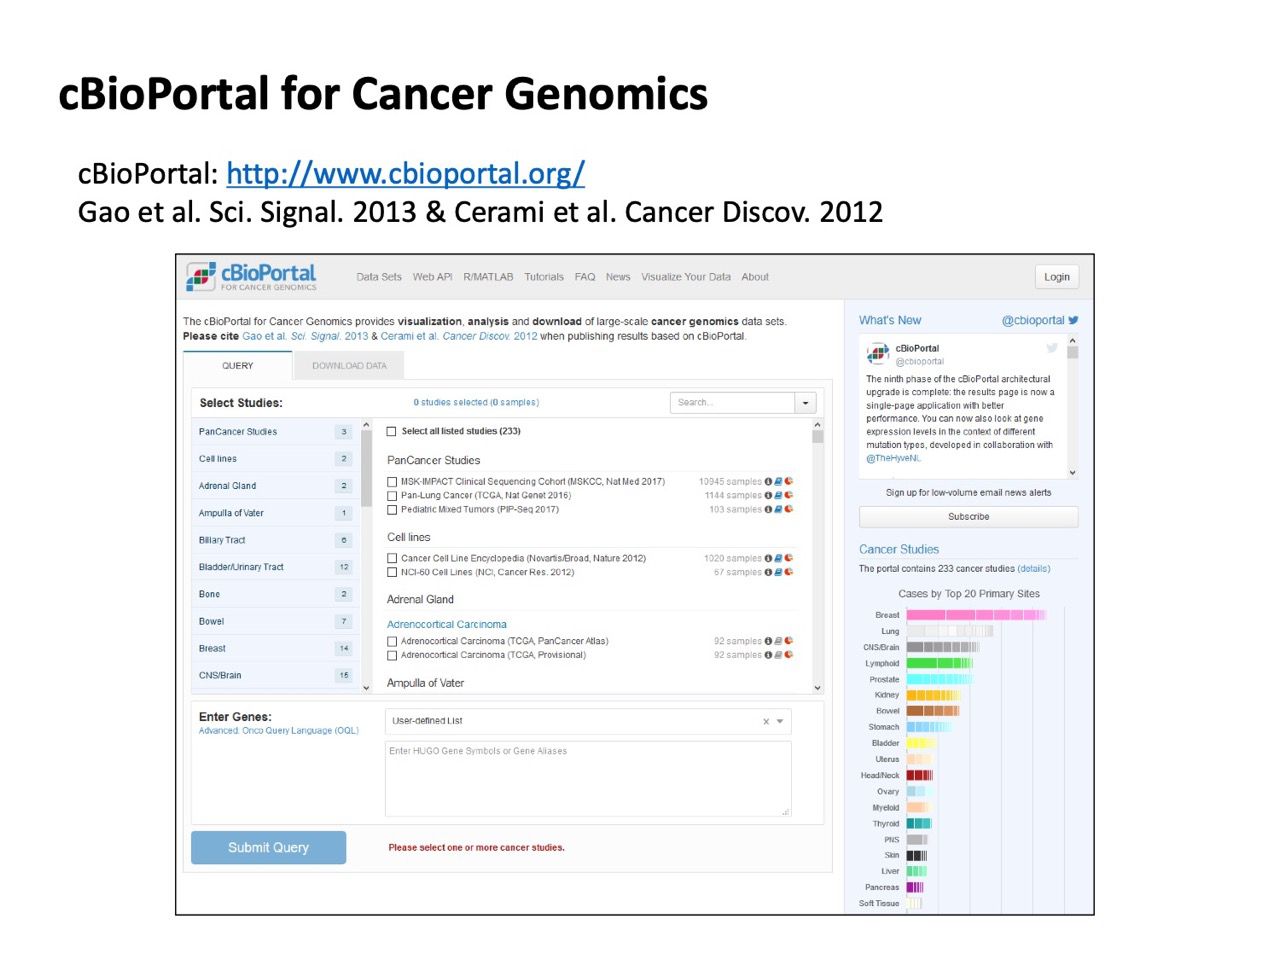 cBioPortal for Cancer Genomics
cBioPortal: http://www.cbioportal.org/
Gao et al. Sci. Signal. 2013 & Cerami et al. Cancer Discov. 2012
cBioPortal
FOR CANCER GENOMICS
Data Sets Web API R/MATLAB Tutorials FAQ News Visualize Your Data About
Login
The cBioPortal for Cancer Genomics provides visualization, analysis and download of large-scale cancer genomics data sets.
Please cite Gao et al. Sci. Signal. 2013 & Cerami et al. Cancer Discov. 2012 when publishing results based on cBioPortal.
QUERY DOWNLOAD DATA
Select Studies: 0 studies selected (0 samples) Search...
PanCancer Studies 3
Cell lines 2
Adrenal Gland 2
Ampulla of Vater 1
Biliary Tract 6
Bladder/Urinary Tract 12
Bone 2
Bowel 7
Breast 14
CNS/Brain 15
Select all listed studies (233)
PanCancer Studies
MSK-IMPACT Clinical Sequencing Cohort (MSKCC, Nat Med 2017) 10945 samples
Pan-Lung Cancer (TCGA, Nat Genet 2016) 1144 samples
Pediatric Mixed Tumors (PIP-Seq 2017) 103 samples
Cell lines
Cancer Cell Line Encyclopedia (Novartis/Broad, Nature 2012) 1020 samples
NCI-60 Cell Lines (NCI, Cancer Res. 2012) 67 samples
Adrenal Gland
Adrenocortical Carcinoma
Adrenocortical Carcinoma (TCGA, PanCancer Atlas) 92 samples
Adrenocortical Carcinoma (TCGA, Provisional) 92 samples
Ampulla of Vater
Enter Genes:
Advanced: Onco Query Language (OQL)
User-defined List x
Enter HUGO Gene Symbols or Gene Aliases
Submit Query
Please select one or more cancer studies.
What's New @cbioportal
cBioPortal
@cbioportal
The ninth phase of the cBioPortal architectural
upgrade is complete: the results page is now a
single-page application with better
performance. You can now also look at gene
expression levels in the context of different
mutation types, developed in collaboration with
@TheHyveNL.
Sign up for low-volume email news alerts
Subscribe
Cancer Studies
The portal contains 233 cancer studies (details)
Cases by Top 20 Primary Sites
Breast
Lung
CNS/Brain
Lymphoid
Prostate
Kidney
Bowel
Stomach
Bladder
Uterus
Head/Neck
Ovary
Myeloid
Thyroid
PNS
Skin
Liver
Pancreas
Soft Tissue